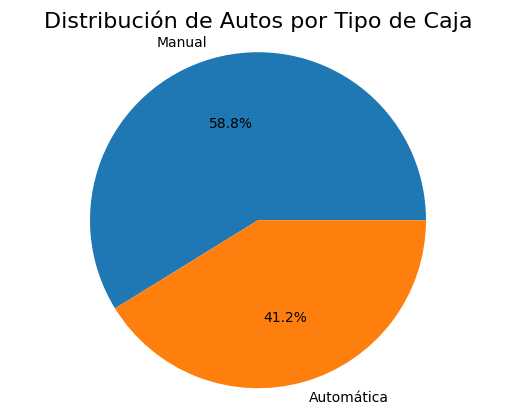 Distribución de Autos por Tipo de Caja
Manual
58.8%
41.2%
Automática